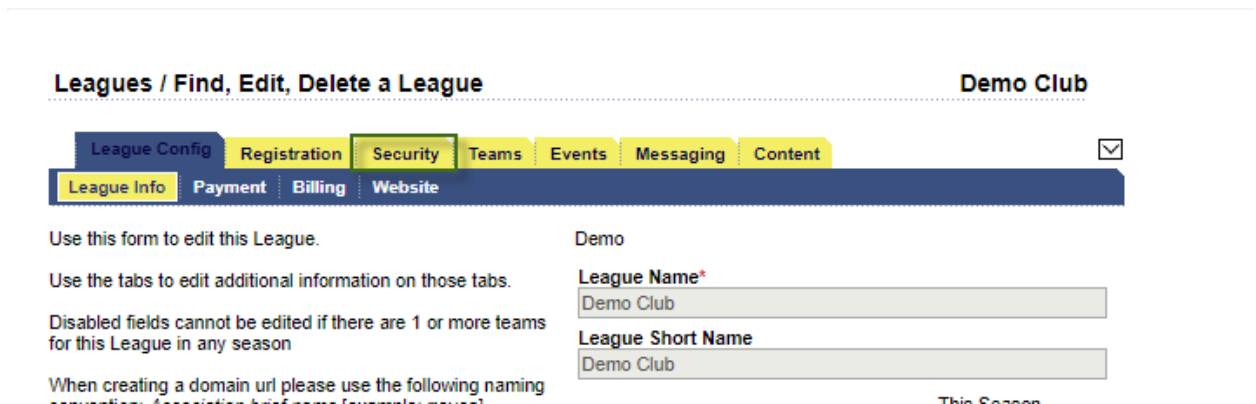 Leagues / Find, Edit, Delete a League Demo Club
League Config Registration Security Teams Events Messaging Content
League Info Payment Billing Website
Use this form to edit this League.
Use the tabs to edit additional information on those tabs.
Disabled fields cannot be edited if there are 1 or more teams
for this League in any season
When creating a domain url please use the following naming
Demo
League Name*
Demo Club
League Short Name
Demo Club
This Season